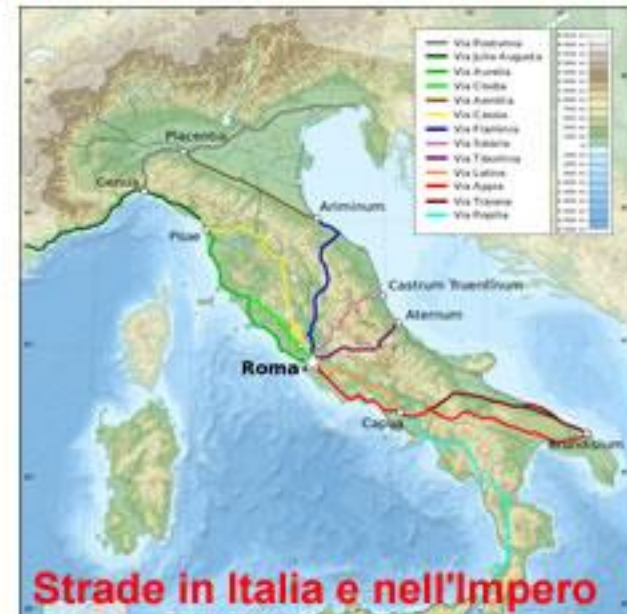 Via Postumia
Via Julia Augusta
Via Aurelia
Via Clodia
Via Aemilia
Via Cassia
Via Flaminia
Via Salaria
Via Tiburtina
Via Latina
Via Appia
Via Traiana
Via Popilia
Placentia
Genua
Ariminum
Pisae
Castrum Truentinum
Aternum
Roma
Capua
Brundisium
Strade in Italia e nell'Impero